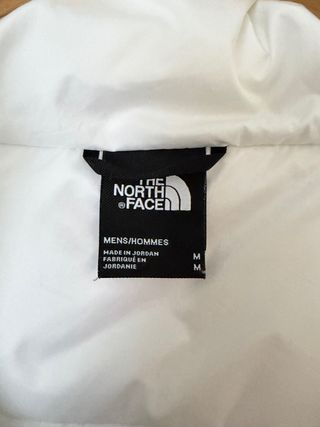 THE
NORTH
FACE®
MENS/HOMMES
MADE IN JORDAN M
FABRIQUÉ EN
JORDANIE M